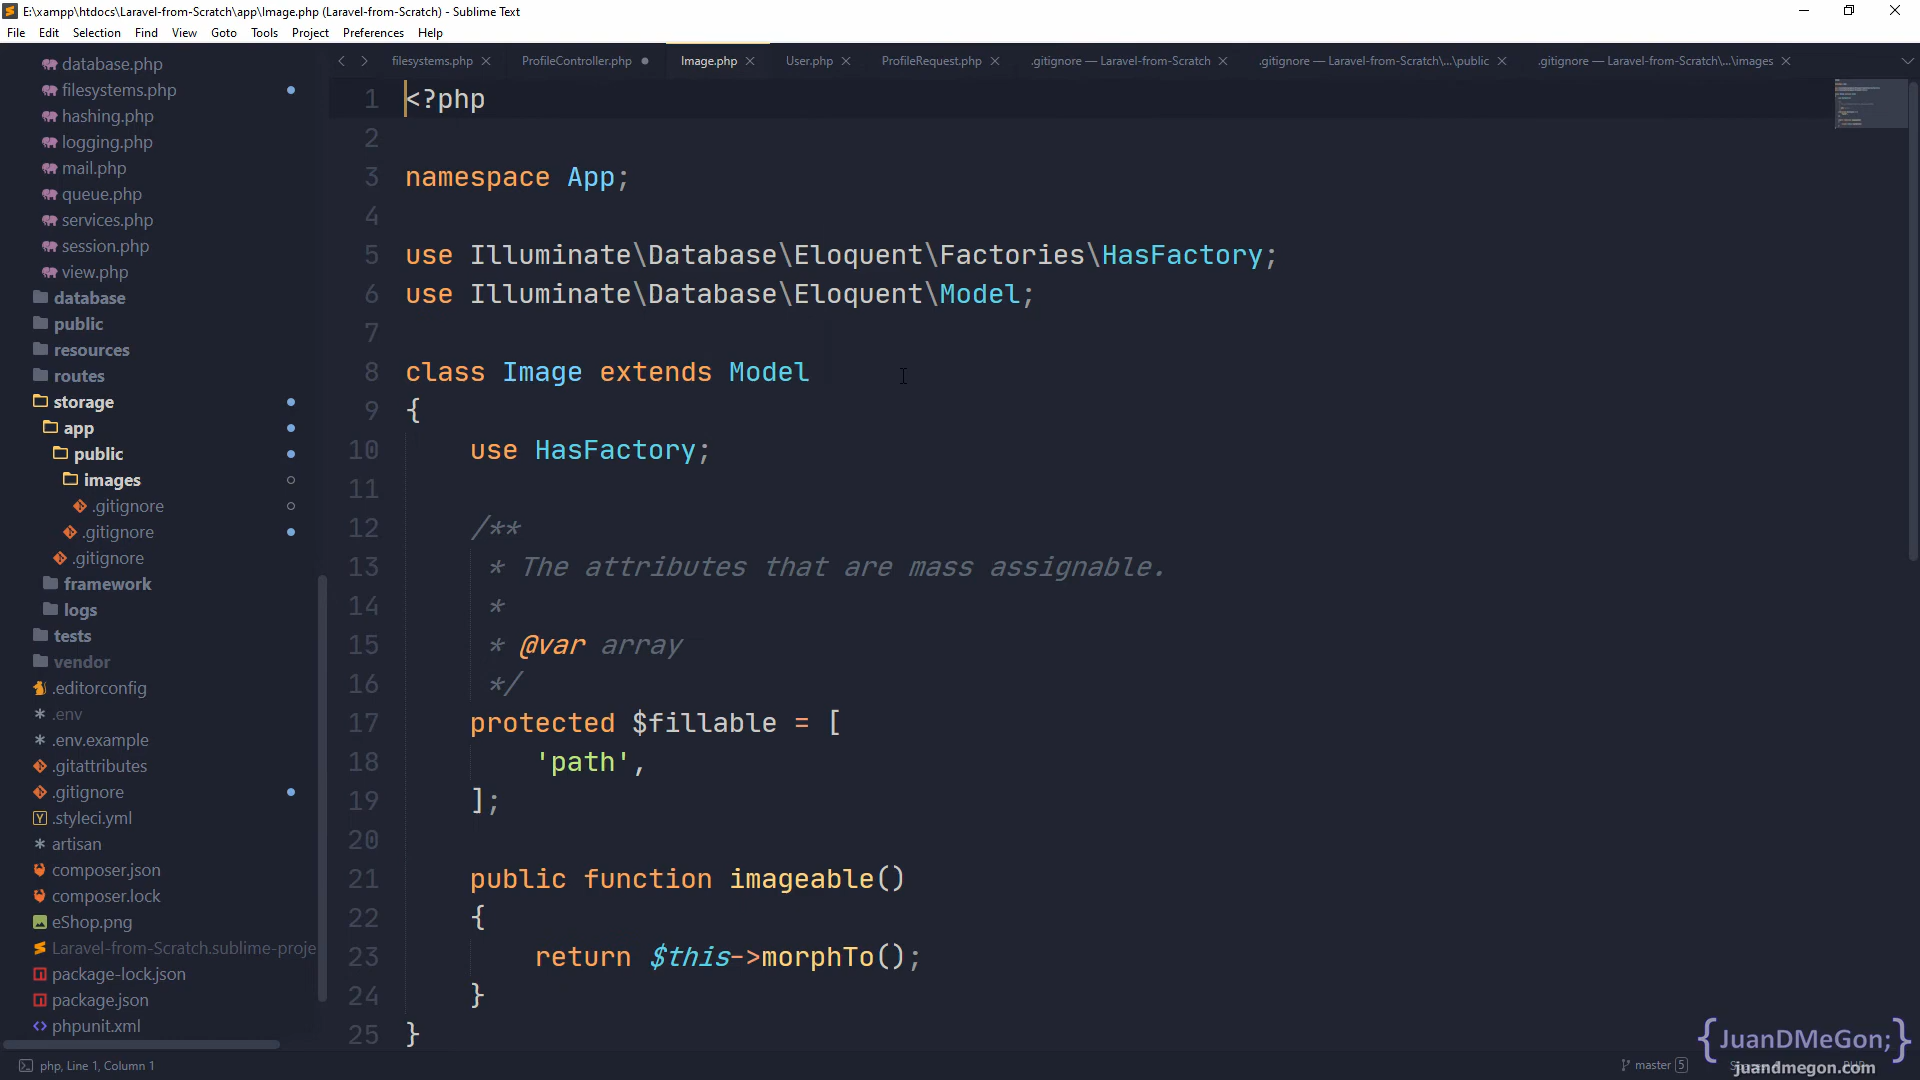 E:\xampp\htdocs\Laravel-from-Scratch\app\Image.php (Laravel-from-Scratch) - Sublime Text
File Edit Selection Find View Goto Tools Project Preferences Help
database.php
filesystems.php
hashing.php
logging.php
mail.php
queue.php
services.php
session.php
view.php
database
public
resources
routes
storage
app
public
images
.gitignore
.gitignore
.gitignore
framework
logs
tests
vendor
.editorconfig
.env
.env.example
.gitattributes
.gitignore
.styleci.yml
artisan
composer.json
composer.lock
eShop.png
Laravel-from-Scratch.sublime-proje
package-lock.json
package.json
phpunit.xml
filesystems.php ProfileController.php Image.php User.php ProfileRequest.php .gitignore — Laravel-from-Scratch .gitignore — Laravel-from-Scratch\...\public .gitignore — Laravel-from-Scratch\...\images
1 <?php
2
3 namespace App;
4
5 use Illuminate\Database\Eloquent\Factories\HasFactory;
6 use Illuminate\Database\Eloquent\Model;
7
8 class Image extends Model
9 {
10 use HasFactory;
11
12 /**
13 * The attributes that are mass assignable.
14 *
15 * @var array
16 */
17 protected $fillable = [
18 'path',
19 ];
20
21 public function imageable()
22 {
23 return $this->morphTo();
24 }
25 }
php, Line 1, Column 1
master 5
{JuanDMeGon;}
juandmegon.com